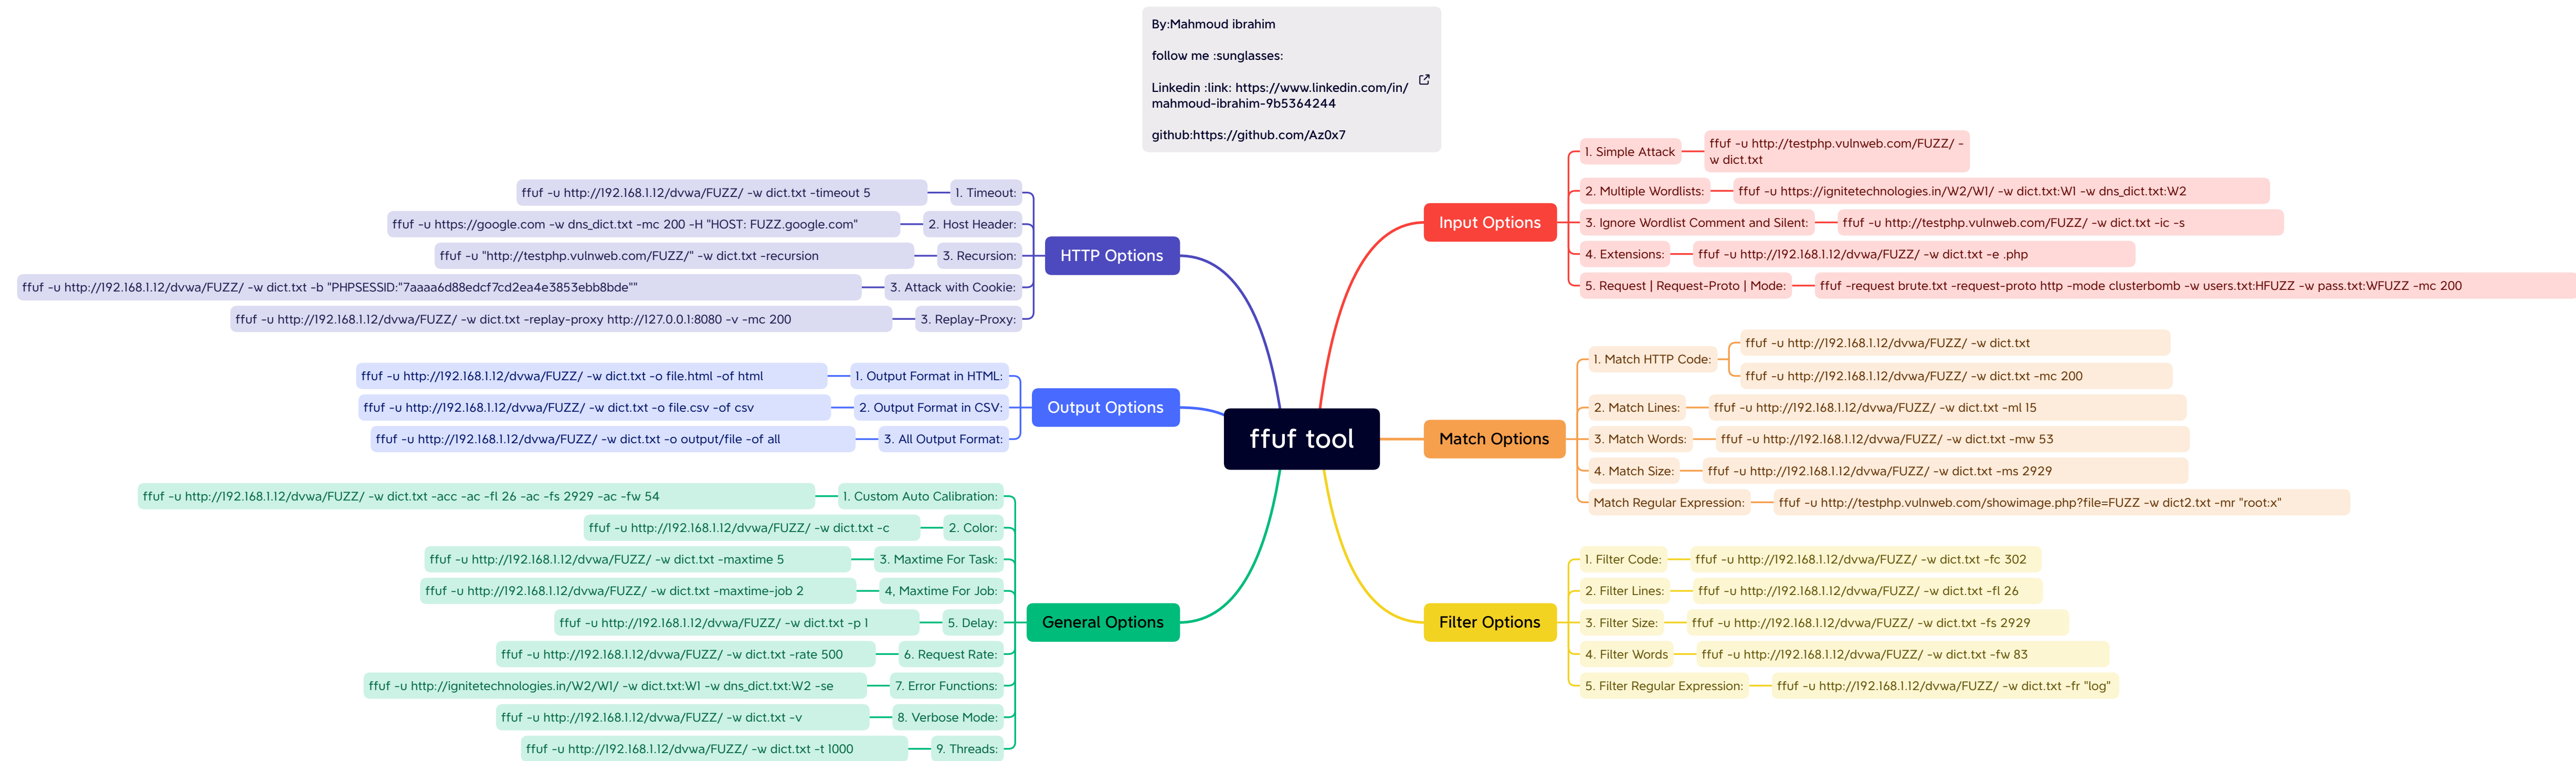 By:Mahmoud ibrahim
follow me :sunglasses:
Linkedin :link: https://www.linkedin.com/in/
mahmoud-ibrahim-9b5364244
github:https://github.com/Az0x7
ffuf tool
HTTP Options
1. Timeout:
ffuf -u http://192.168.1.12/dvwa/FUZZ/ -w dict.txt -timeout 5
2. Host Header:
ffuf -u https://google.com -w dns_dict.txt -mc 200 -H "HOST: FUZZ.google.com"
3. Recursion:
ffuf -u "http://testphp.vulnweb.com/FUZZ/" -w dict.txt -recursion
3. Attack with Cookie:
ffuf -u http://192.168.1.12/dvwa/FUZZ/ -w dict.txt -b "PHPSESSID:"7aaaa6d88edcf7cd2ea4e3853ebb8bde""
3. Replay-Proxy:
ffuf -u http://192.168.1.12/dvwa/FUZZ/ -w dict.txt -replay-proxy http://127.0.0.1:8080 -v -mc 200
Output Options
1. Output Format in HTML:
ffuf -u http://192.168.1.12/dvwa/FUZZ/ -w dict.txt -o file.html -of html
2. Output Format in CSV:
ffuf -u http://192.168.1.12/dvwa/FUZZ/ -w dict.txt -o file.csv -of csv
3. All Output Format:
ffuf -u http://192.168.1.12/dvwa/FUZZ/ -w dict.txt -o output/file -of all
General Options
1. Custom Auto Calibration:
ffuf -u http://192.168.1.12/dvwa/FUZZ/ -w dict.txt -acc -ac -fl 26 -ac -fs 2929 -ac -fw 54
2. Color:
ffuf -u http://192.168.1.12/dvwa/FUZZ/ -w dict.txt -c
3. Maxtime For Task:
ffuf -u http://192.168.1.12/dvwa/FUZZ/ -w dict.txt -maxtime 5
4, Maxtime For Job:
ffuf -u http://192.168.1.12/dvwa/FUZZ/ -w dict.txt -maxtime-job 2
5. Delay:
ffuf -u http://192.168.1.12/dvwa/FUZZ/ -w dict.txt -p 1
6. Request Rate:
ffuf -u http://192.168.1.12/dvwa/FUZZ/ -w dict.txt -rate 500
7. Error Functions:
ffuf -u http://ignitetechnologies.in/W2/W1/ -w dict.txt:W1 -w dns_dict.txt:W2 -se
8. Verbose Mode:
ffuf -u http://192.168.1.12/dvwa/FUZZ/ -w dict.txt -v
9. Threads:
ffuf -u http://192.168.1.12/dvwa/FUZZ/ -w dict.txt -t 1000
Input Options
1. Simple Attack
ffuf -u http://testphp.vulnweb.com/FUZZ/ -
w dict.txt
2. Multiple Wordlists:
ffuf -u https://ignitetechnologies.in/W2/W1/ -w dict.txt:W1 -w dns_dict.txt:W2
3. Ignore Wordlist Comment and Silent:
ffuf -u http://testphp.vulnweb.com/FUZZ/ -w dict.txt -ic -s
4. Extensions:
ffuf -u http://192.168.1.12/dvwa/FUZZ/ -w dict.txt -e .php
5. Request | Request-Proto | Mode:
ffuf -request brute.txt -request-proto http -mode clusterbomb -w users.txt:HFUZZ -w pass.txt:WFUZZ -mc 200
Match Options
1. Match HTTP Code:
ffuf -u http://192.168.1.12/dvwa/FUZZ/ -w dict.txt
ffuf -u http://192.168.1.12/dvwa/FUZZ/ -w dict.txt -mc 200
2. Match Lines:
ffuf -u http://192.168.1.12/dvwa/FUZZ/ -w dict.txt -ml 15
3. Match Words:
ffuf -u http://192.168.1.12/dvwa/FUZZ/ -w dict.txt -mw 53
4. Match Size:
ffuf -u http://192.168.1.12/dvwa/FUZZ/ -w dict.txt -ms 2929
Match Regular Expression:
ffuf -u http://testphp.vulnweb.com/showimage.php?file=FUZZ -w dict2.txt -mr "root:x"
Filter Options
1. Filter Code:
ffuf -u http://192.168.1.12/dvwa/FUZZ/ -w dict.txt -fc 302
2. Filter Lines:
ffuf -u http://192.168.1.12/dvwa/FUZZ/ -w dict.txt -fl 26
3. Filter Size:
ffuf -u http://192.168.1.12/dvwa/FUZZ/ -w dict.txt -fs 2929
4. Filter Words
ffuf -u http://192.168.1.12/dvwa/FUZZ/ -w dict.txt -fw 83
5. Filter Regular Expression:
ffuf -u http://192.168.1.12/dvwa/FUZZ/ -w dict.txt -fr "log"